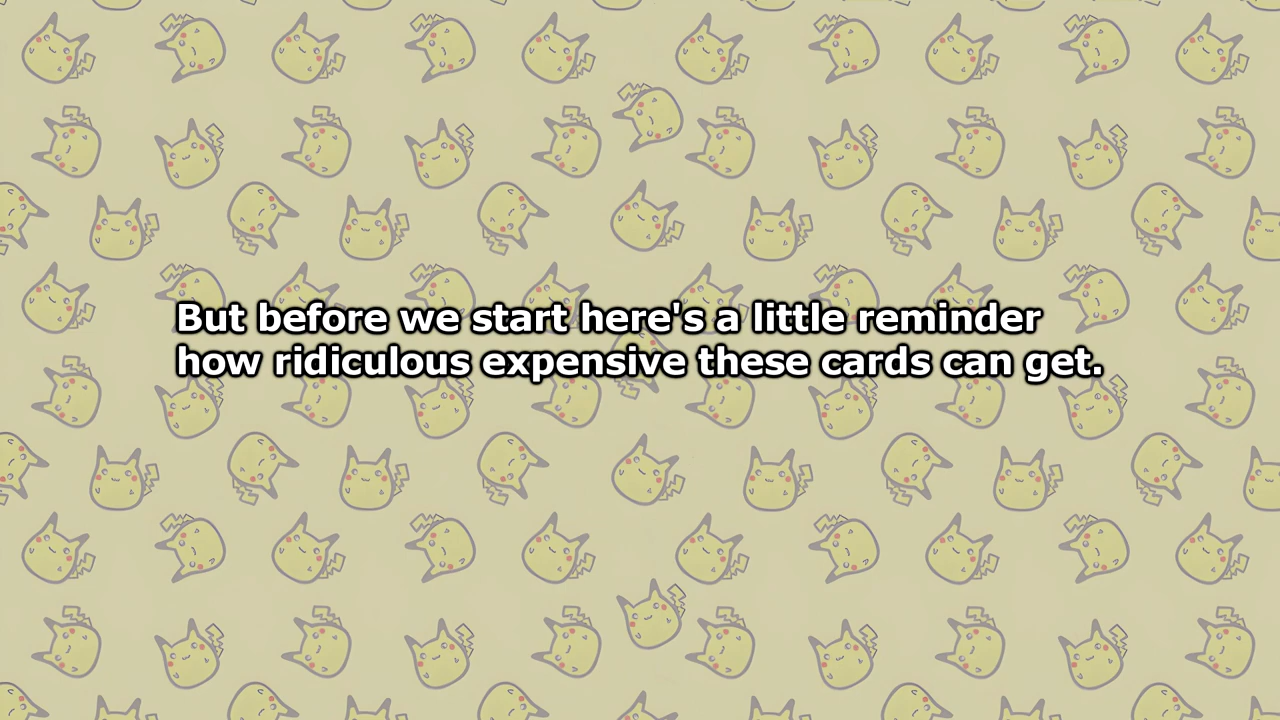 But before we start here's a little reminder
how ridiculous expensive these cards can get.